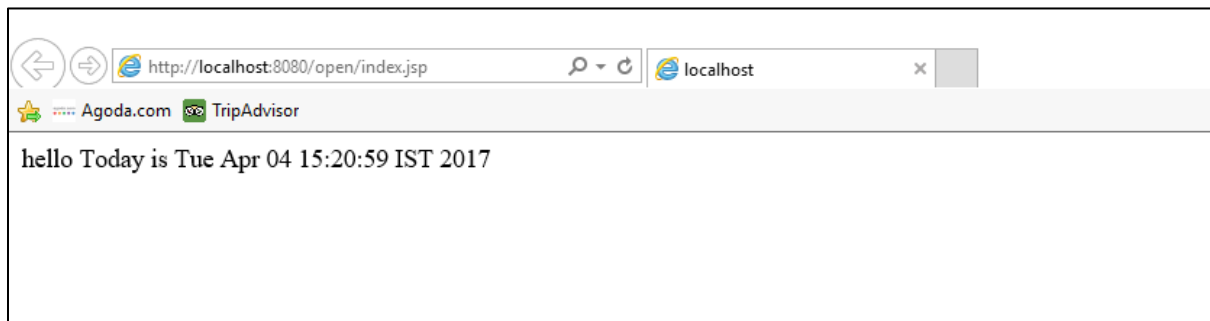 http://localhost:8080/open/index.jsp
localhost
Agoda.com TripAdvisor
hello Today is Tue Apr 04 15:20:59 IST 2017